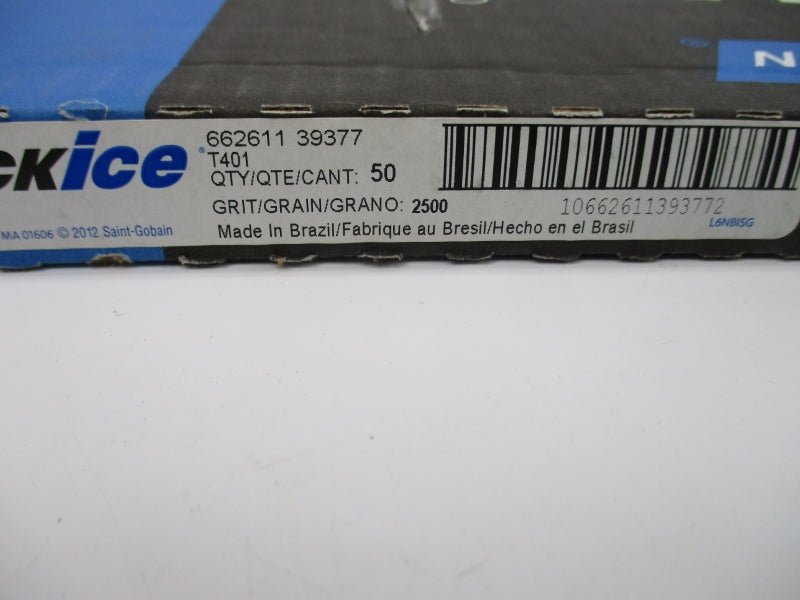 CKice®
662611 39377
T401
QTY/QTE/CANT: 50
GRIT/GRAIN/GRANO: 2500
Made In Brazil/Fabrique au Bresil/Hecho en el Brasil
MA 01606 © 2012 Saint-Gobain
10662611393772
L6NBISG
N